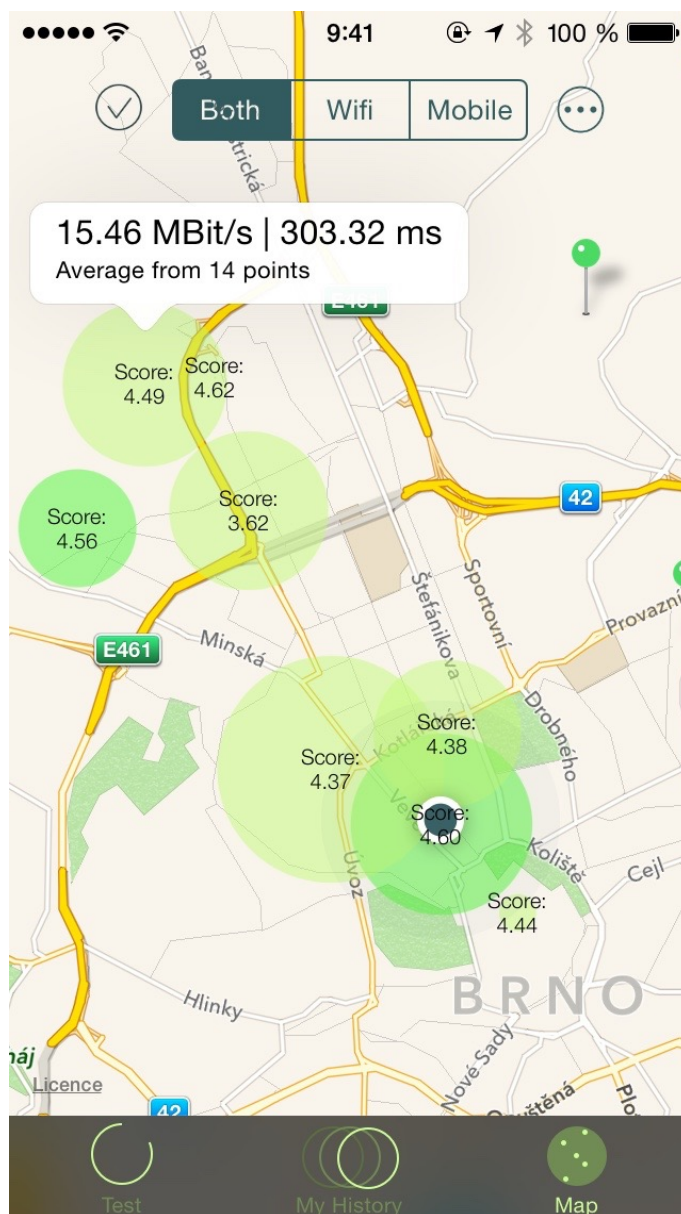 9:41
100 %
Both
Wifi
Mobile
15.46 MBit/s | 303.32 ms
Average from 14 points
Score:
4.49
Score:
4.62
Score:
3.62
Score:
4.56
42
Štefánikova
Sportovní
Provazní
E461
Minská
Drobného
Kotlářská
Score:
4.38
Score:
4.37
Score:
4.60
Úvoz
Koliště
Cejl
Score:
4.44
BRNO
Hlinky
Nové Sady
náj
Licence
42
Test
My History
Map